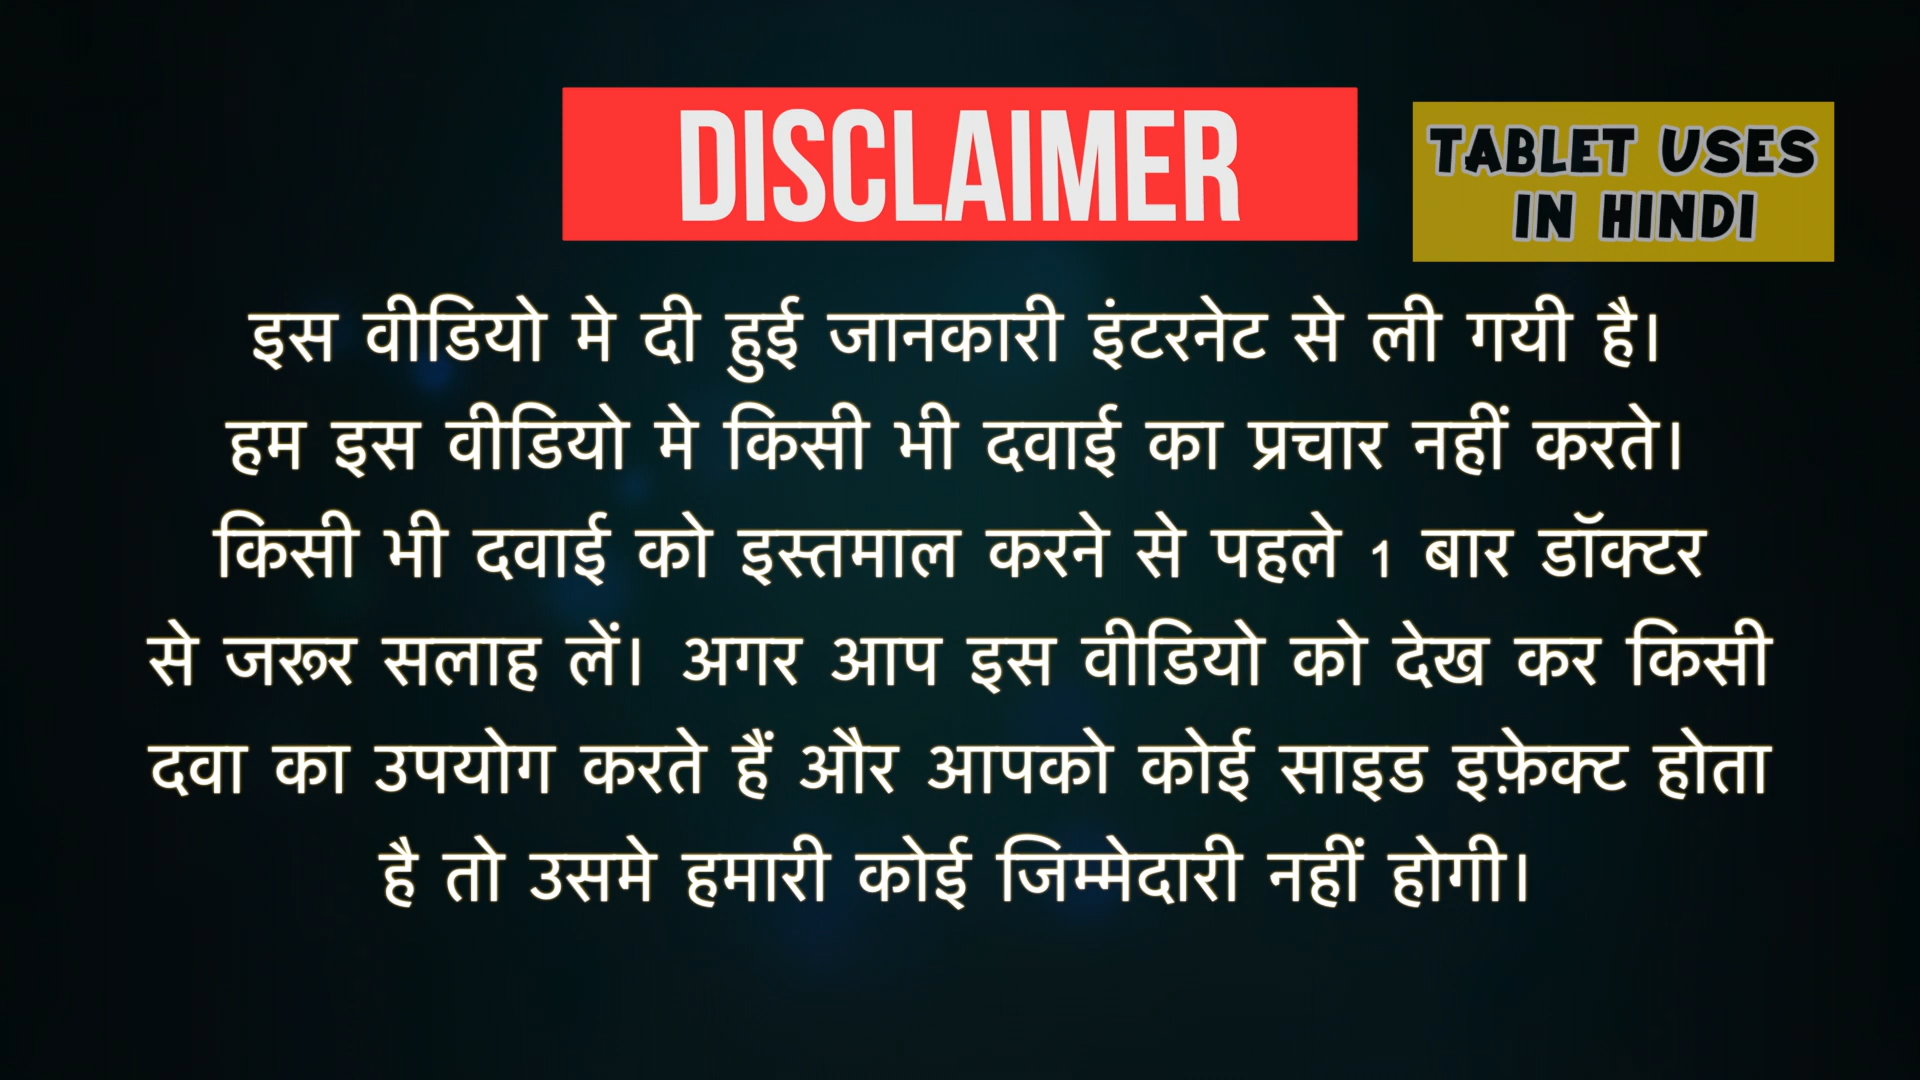 DISCLAIMER
TABLET USES
IN HINDI
इस वीडियो मे दी हुई जानकारी इंटरनेट से ली गयी है।
हम इस वीडियो मे किसी भी दवाई का प्रचार नहीं करते।
किसी भी दवाई को इस्तमाल करने से पहले 1 बार डॉक्टर
से जरूर सलाह लें। अगर आप इस वीडियो को देख कर किसी
दवा का उपयोग करते हैं और आपको कोई साइड इफ़ेक्ट होता
है तो उसमे हमारी कोई जिम्मेदारी नहीं होगी।